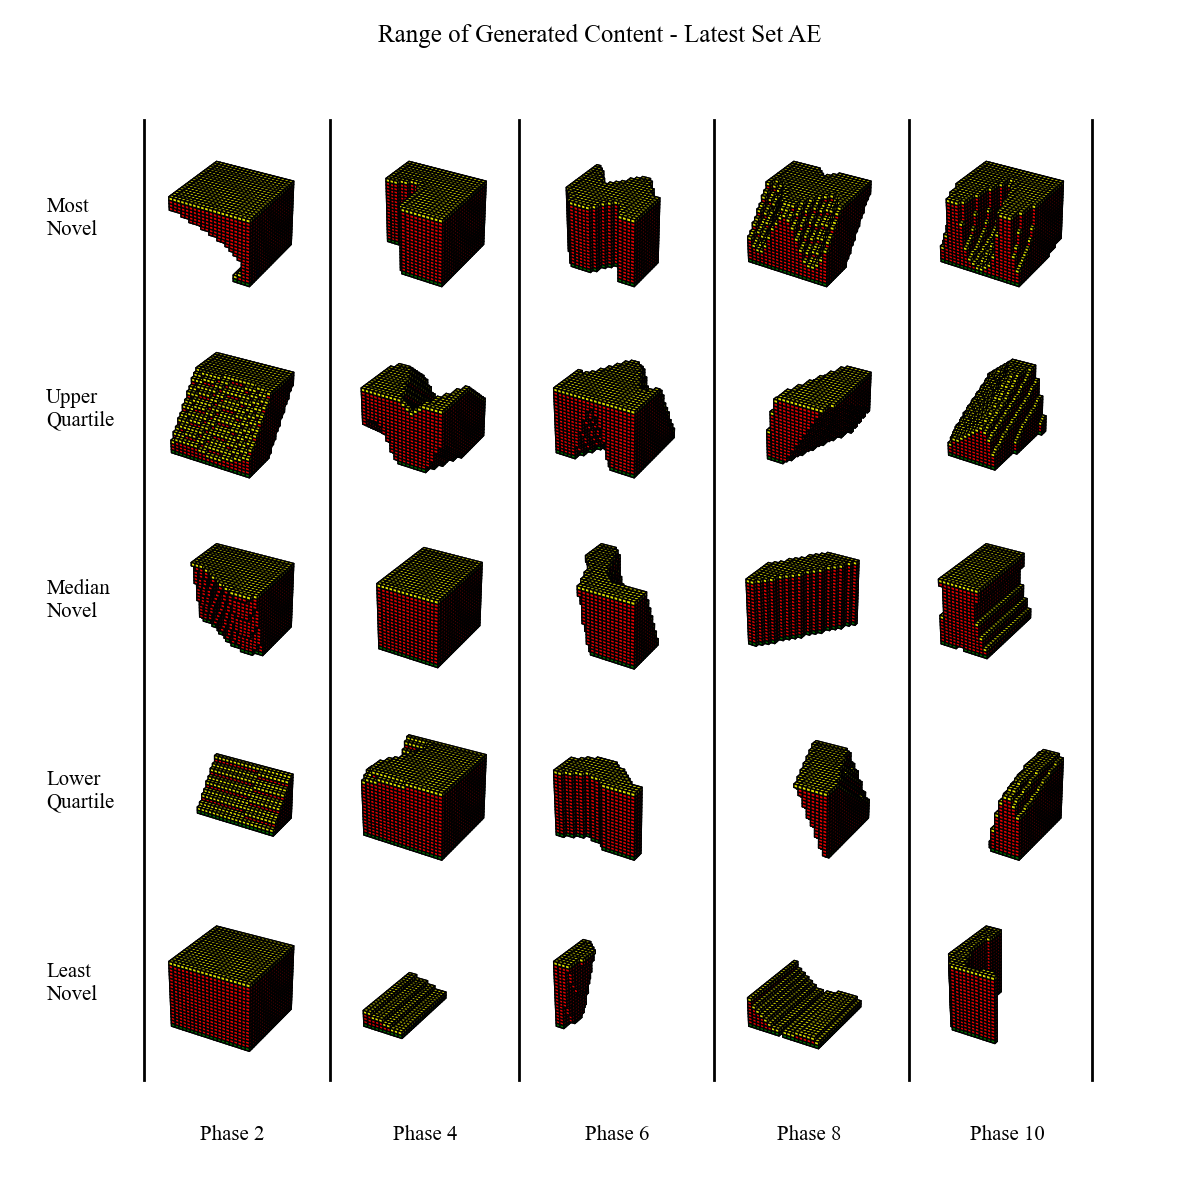 Range of Generated Content - Latest Set AE
Most
Novel
Upper
Quartile
Median
Novel
Lower
Quartile
Least
Novel
Phase 2
Phase 4
Phase 6
Phase 8
Phase 10